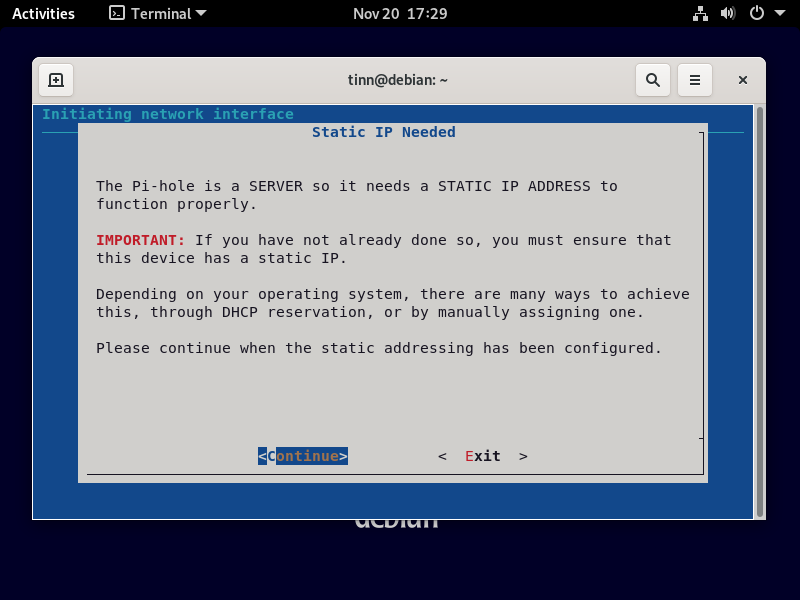 Activities Terminal Nov 20 17:29
tinn@debian: ~
Initiating network interface
Static IP Needed
The Pi-hole is a SERVER so it needs a STATIC IP ADDRESS to
function properly.
IMPORTANT: If you have not already done so, you must ensure that
this device has a static IP.
Depending on your operating system, there are many ways to achieve
this, through DHCP reservation, or by manually assigning one.
Please continue when the static addressing has been configured.
<Continue> < Exit >
debian